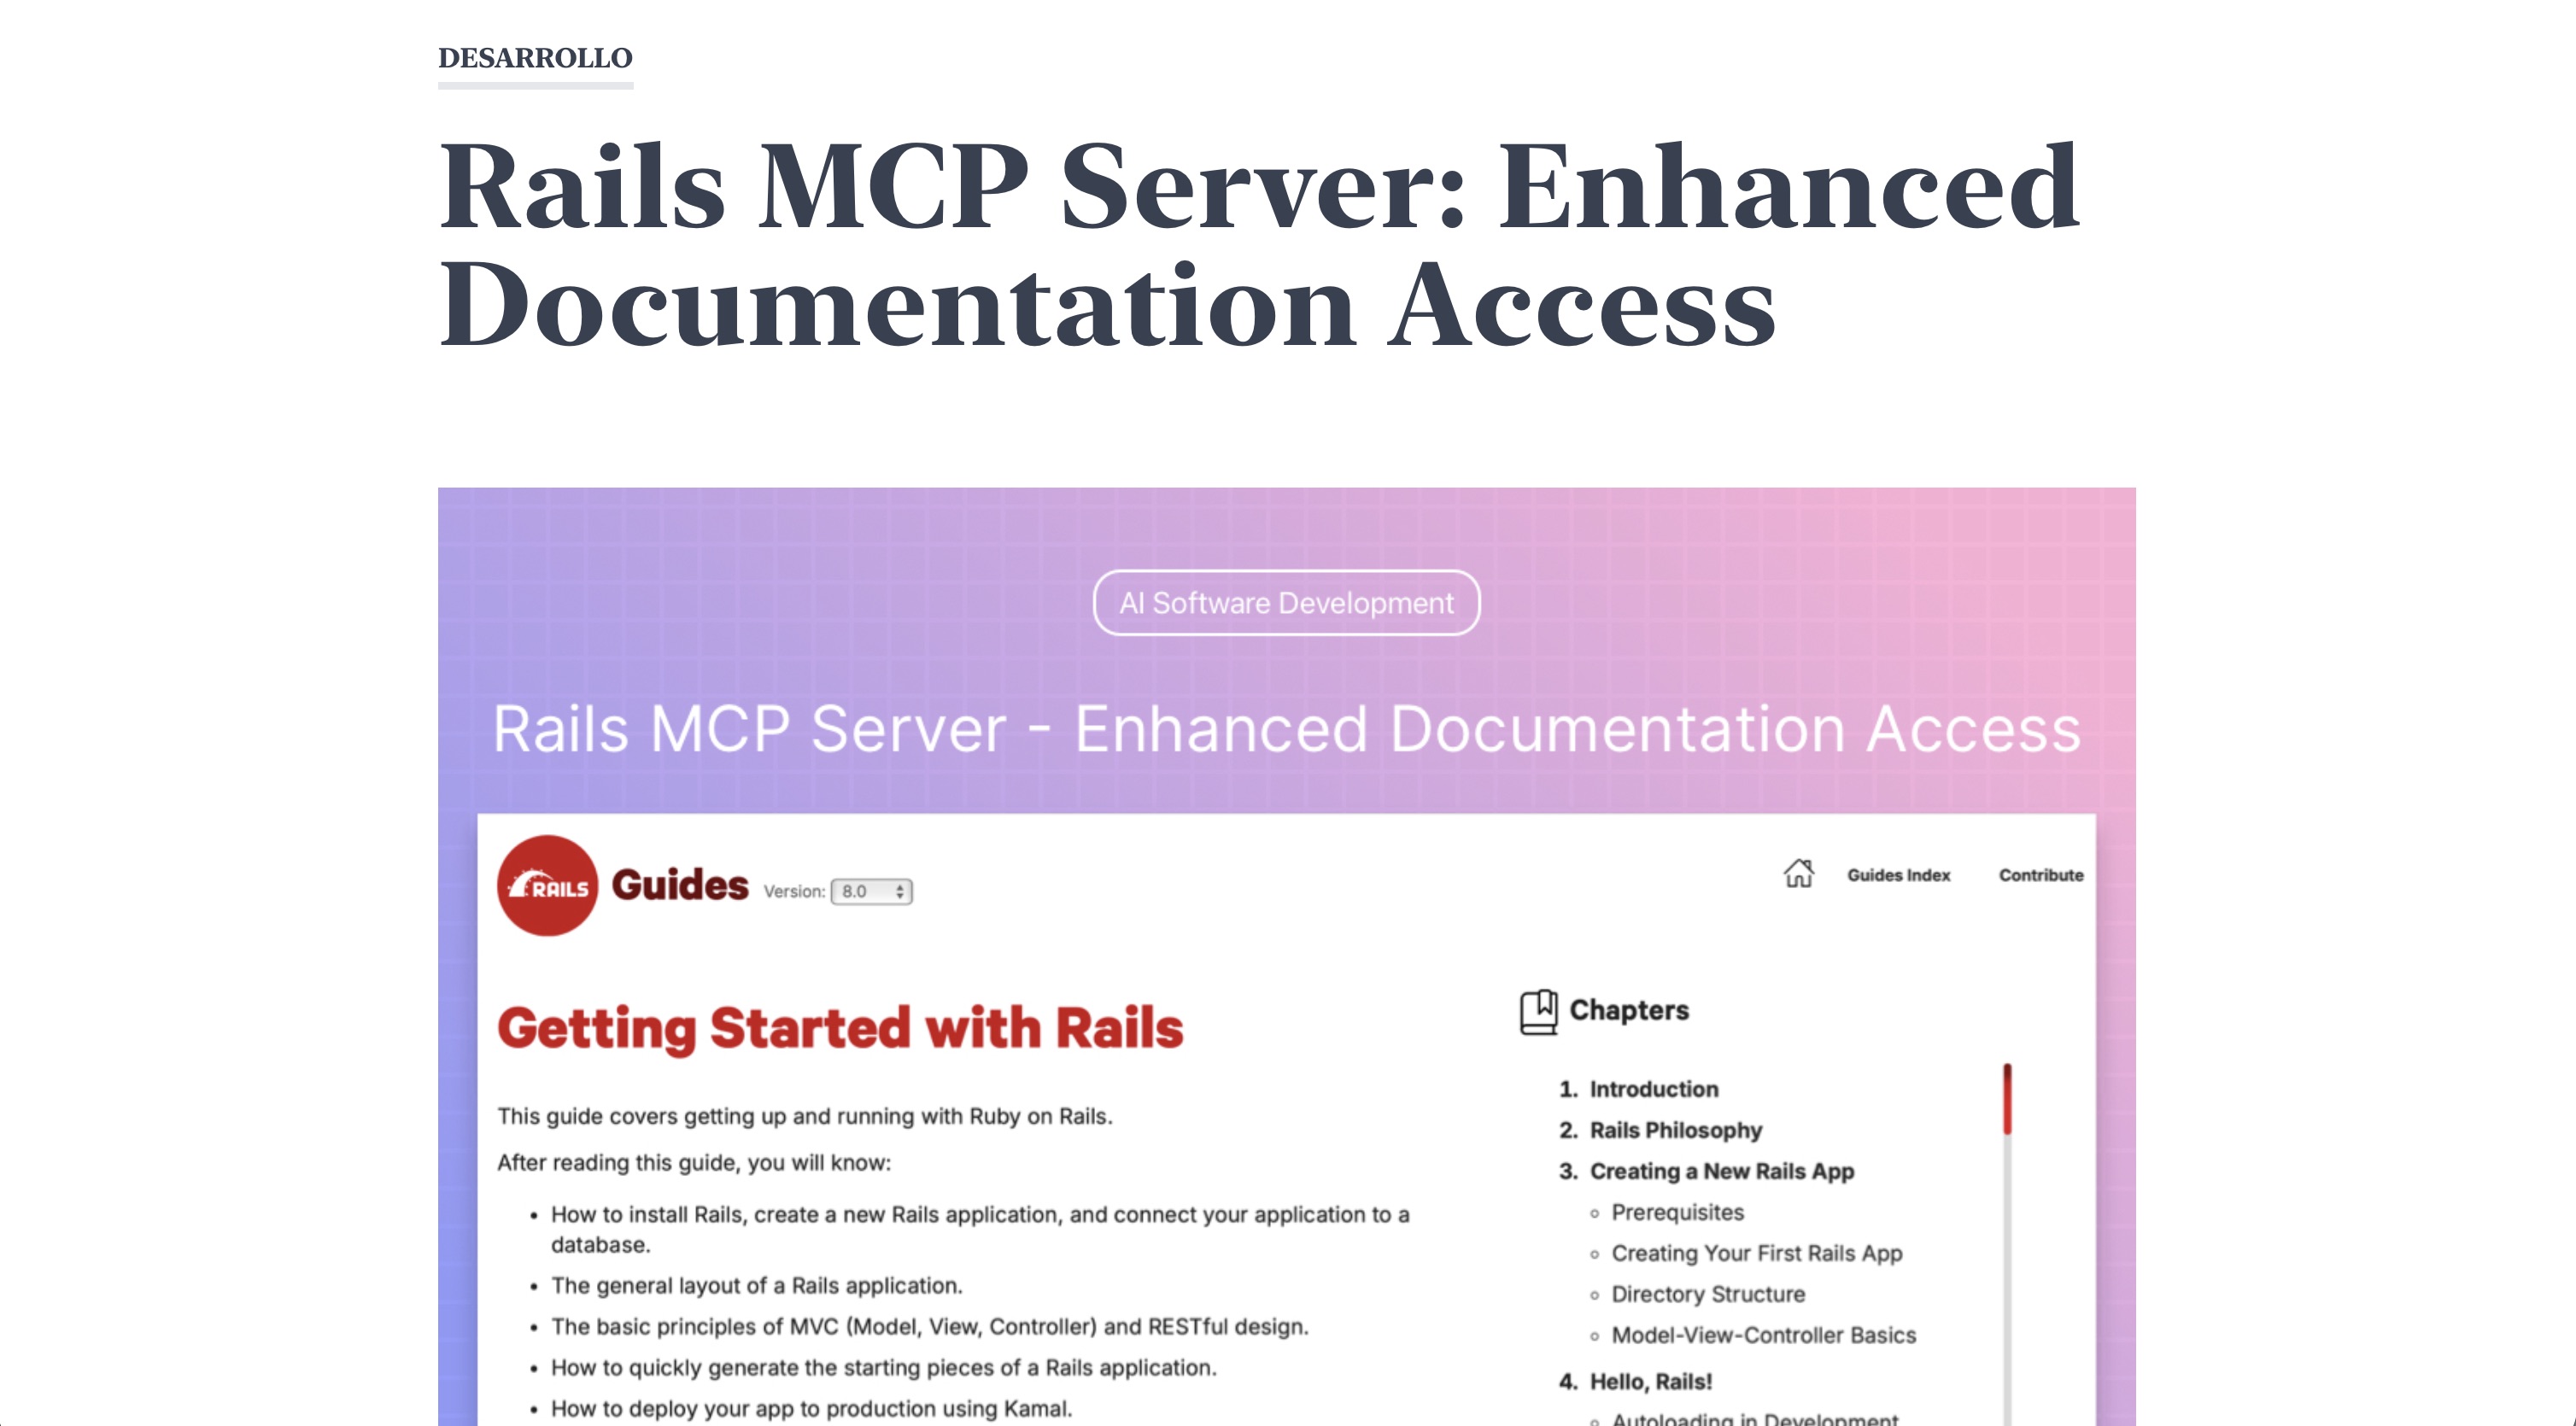 DESARROLLO
Rails MCP Server: Enhanced
Documentation Access
AI Software Development
Rails MCP Server - Enhanced Documentation Access
RAILS
Guides
Version: 8.0
Guides Index
Contribute
Getting Started with Rails
This guide covers getting up and running with Ruby on Rails.
After reading this guide, you will know:
• How to install Rails, create a new Rails application, and connect your application to a
database.
• The general layout of a Rails application.
• The basic principles of MVC (Model, View, Controller) and RESTful design.
• How to quickly generate the starting pieces of a Rails application.
• How to deploy your app to production using Kamal.
Chapters
1. Introduction
2. Rails Philosophy
3. Creating a New Rails App
◦ Prerequisites
◦ Creating Your First Rails App
◦ Directory Structure
◦ Model-View-Controller Basics
4. Hello, Rails!
◦ Autoloading in Development